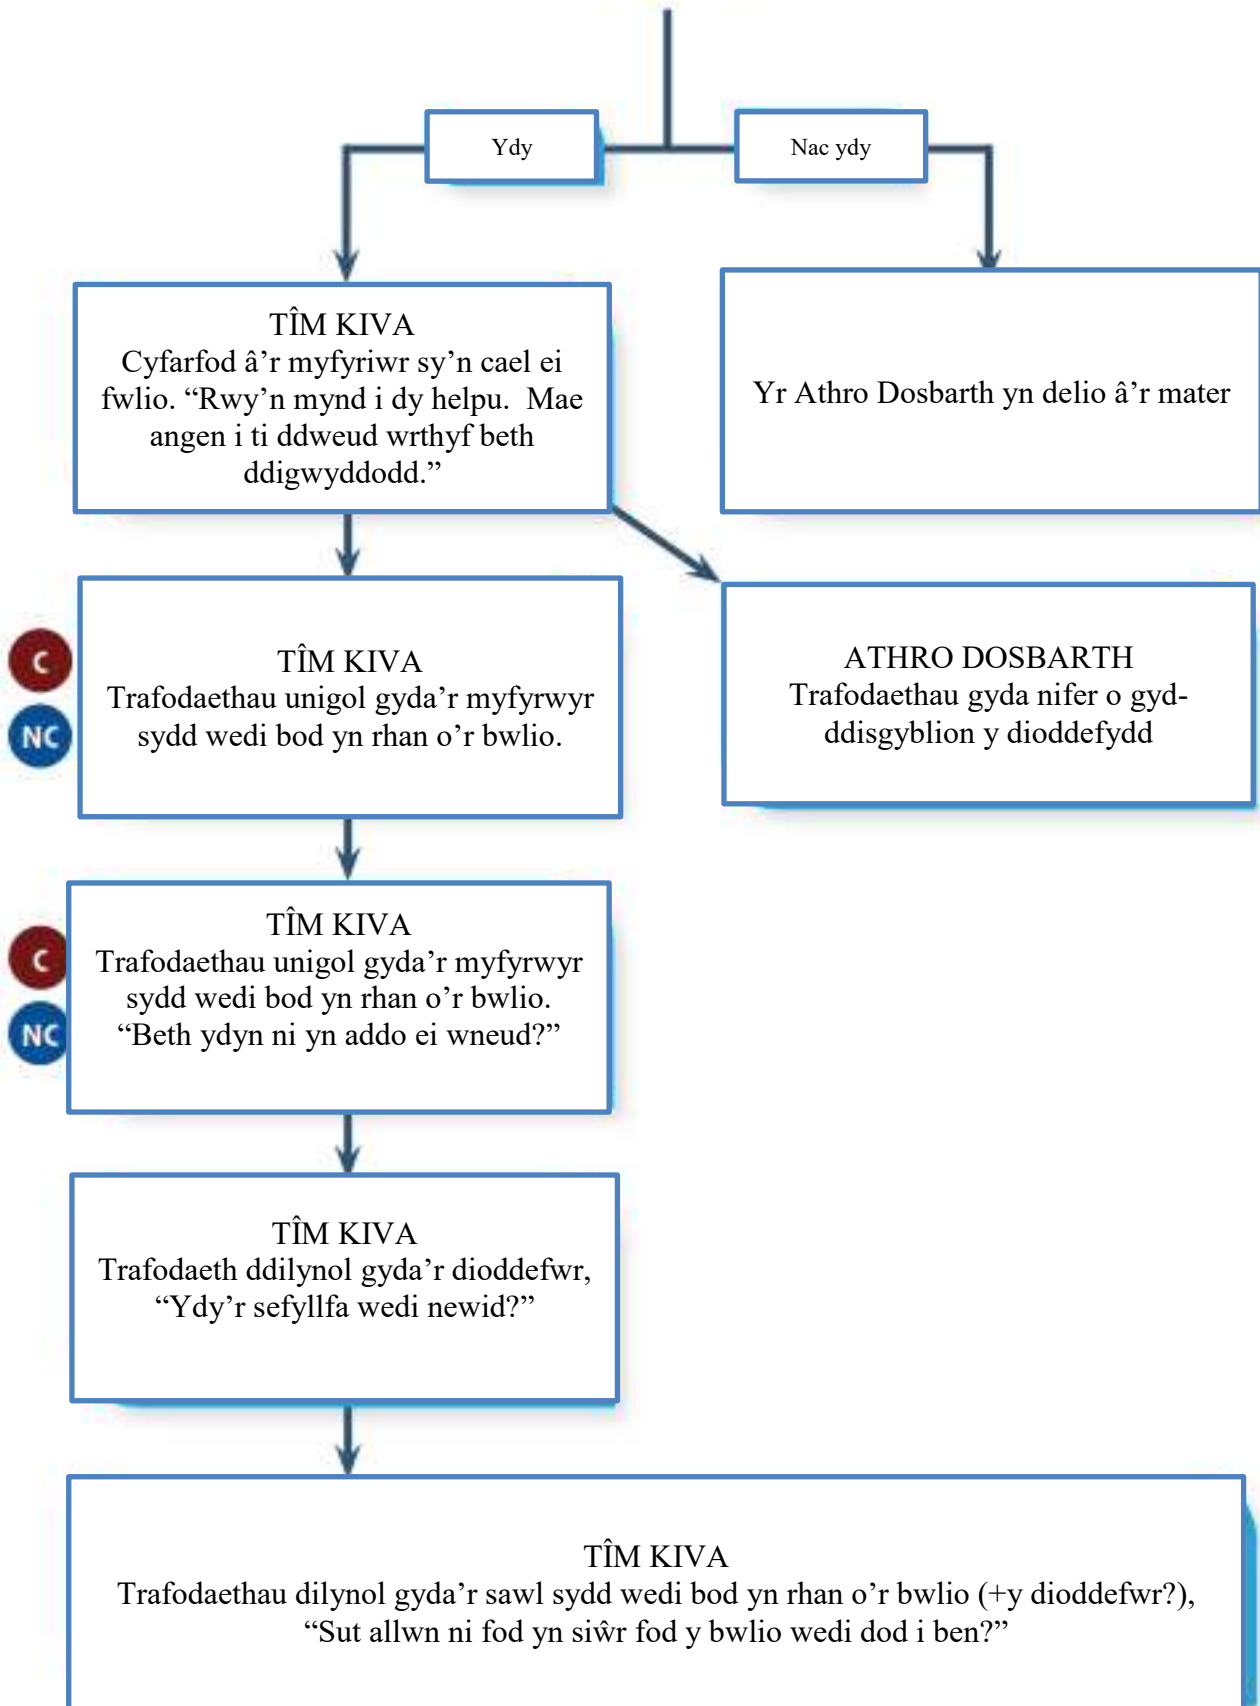 Ydy
Nac ydy
TÎM KIVA
Cyfarfod â’r myfyriwr sy’n cael ei
fwlio. “Rwy’n mynd i dy helpu.  Mae
angen i ti ddweud wrthyf beth
ddigwyddodd.”
Yr Athro Dosbarth yn delio â’r mater
C
NC
TÎM KIVA
Trafodaethau unigol gyda’r myfyrwyr
sydd wedi bod yn rhan o’r bwlio.
ATHRO DOSBARTH
Trafodaethau gyda nifer o gyd-
ddisgyblion y dioddefydd
C
NC
TÎM KIVA
Trafodaethau unigol gyda’r myfyrwyr
sydd wedi bod yn rhan o’r bwlio.
“Beth ydyn ni yn addo ei wneud?”
TÎM KIVA
Trafodaeth ddilynol gyda’r dioddefwr,
“Ydy’r sefyllfa wedi newid?”
TÎM KIVA
Trafodaethau dilynol gyda’r sawl sydd wedi bod yn rhan o’r bwlio (+y dioddefwr?),
“Sut allwn ni fod yn siŵr fod y bwlio wedi dod i ben?”